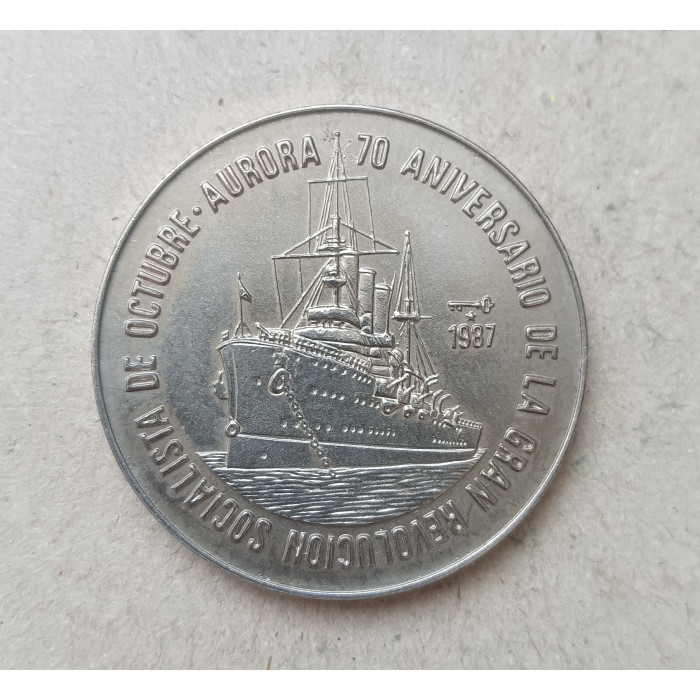 AURORA 70 ANIVERSARIO DE LA GRAN REVOLUCION SOCIALISTA DE OCTUBRE ·
1987